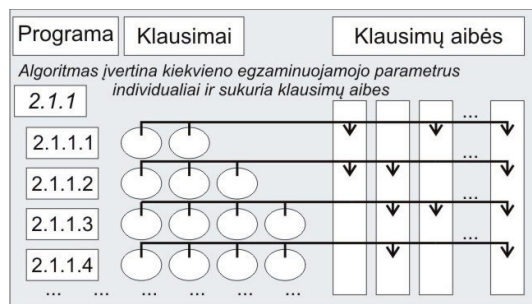 Programa Klausimai Klausimų aibės
Algoritmas įvertina kiekvieno egzaminuojamojo parametrus
individualiai ir sukuria klausimų aibes
2.1.1
...
2.1.1.1
...
2.1.1.2
...
2.1.1.3
...
2.1.1.4
... ... ... ... ... ...